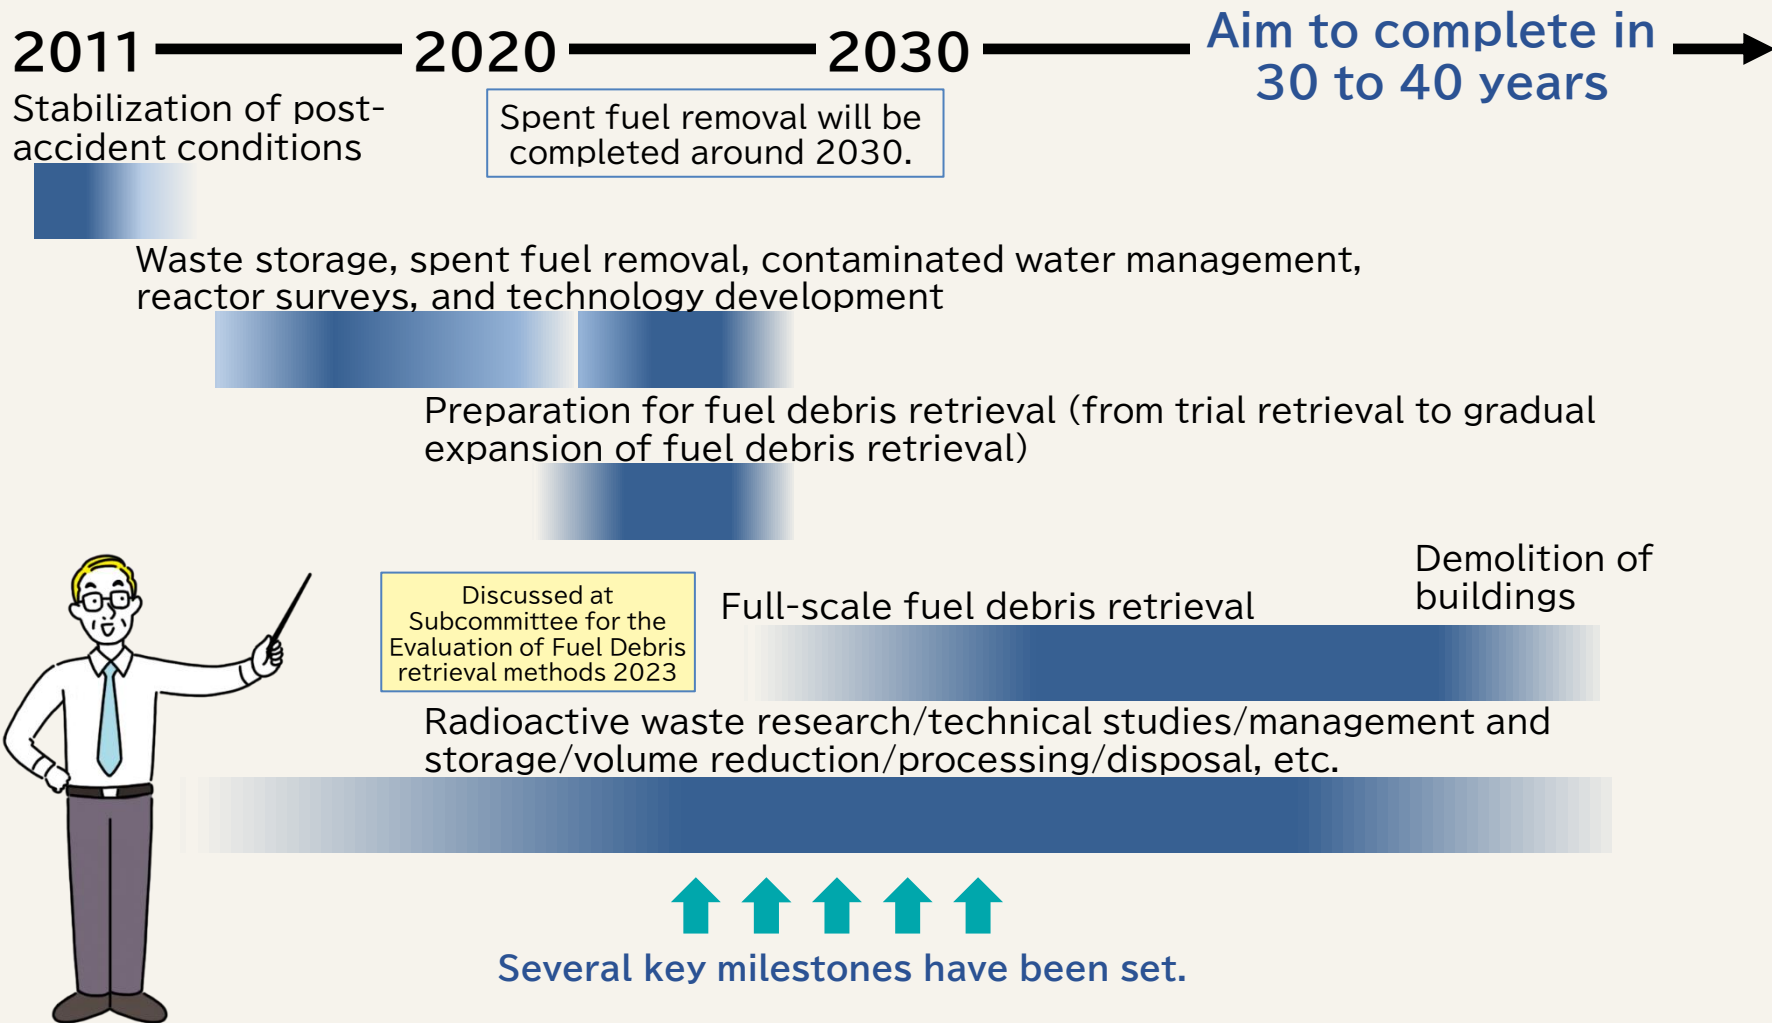 2011 2020 2030
Aim to complete in
30 to 40 years
Stabilization of post-
accident conditions
Spent fuel removal will be
completed around 2030.
Waste storage, spent fuel removal, contaminated water management,
reactor surveys, and technology development
Preparation for fuel debris retrieval (from trial retrieval to gradual
expansion of fuel debris retrieval)
Discussed at
Subcommittee for the
Evaluation of Fuel Debris
retrieval methods 2023
Full-scale fuel debris retrieval
Demolition of
buildings
Radioactive waste research/technical studies/management and
storage/volume reduction/processing/disposal, etc.
Several key milestones have been set.